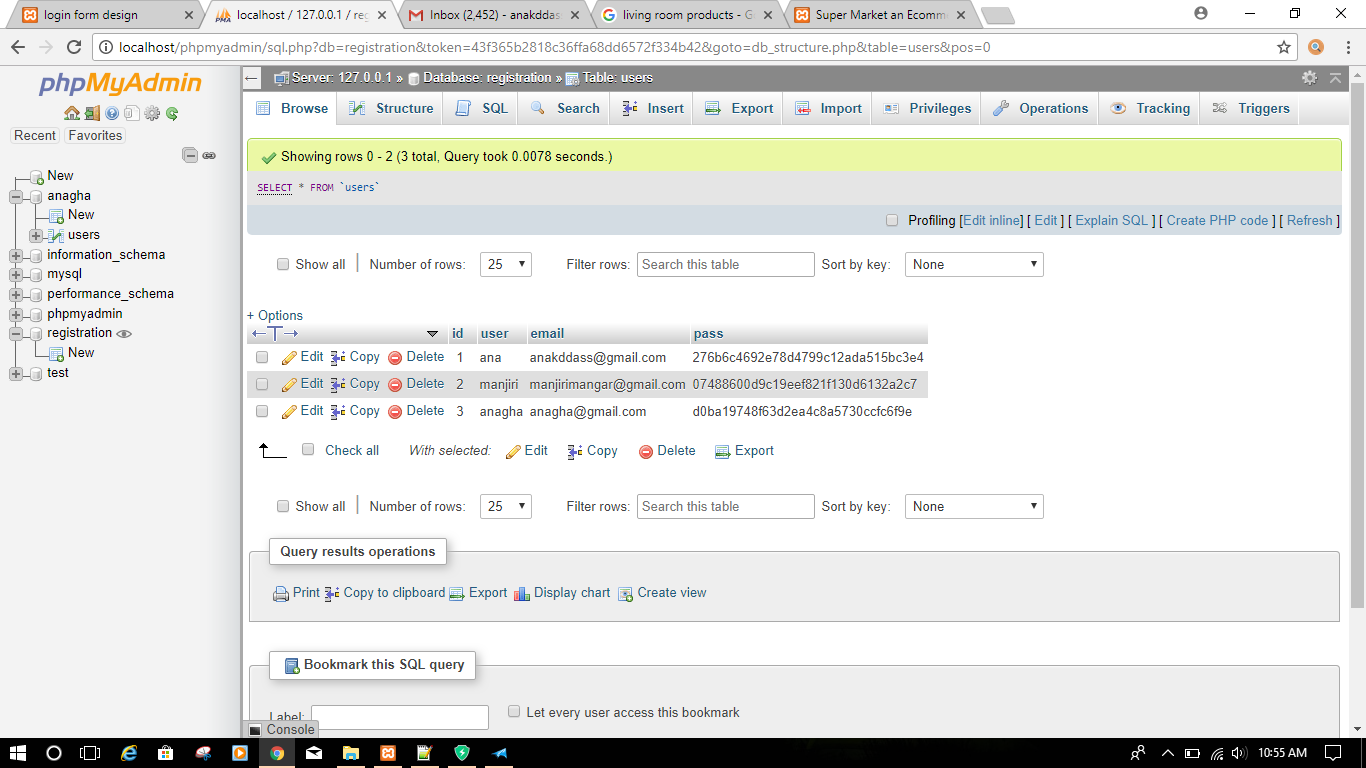 login form design
localhost / 127.0.0.1 / reg
Inbox (2,452) - anakddas
living room products - G
Super Market an Ecomm
localhost/phpmyadmin/sql.php?db=registration&token=43f365b2818c36ffa68dd6572f334b42&goto=db_structure.php&table=users&pos=0
phpMyAdmin
Recent Favorites
New
anagha
New
users
information_schema
mysql
performance_schema
phpmyadmin
registration
New
test
Server: 127.0.0.1 » Database: registration » Table: users
Browse Structure SQL Search Insert Export Import Privileges Operations Tracking Triggers
Showing rows 0 - 2 (3 total, Query took 0.0078 seconds.)
SELECT * FROM `users`
Profiling [Edit inline] [ Edit ] [ Explain SQL ] [ Create PHP code ] [ Refresh ]
Show all | Number of rows: 25 Filter rows: Search this table Sort by key: None
+ Options
id user email pass
Edit Copy Delete 1 ana anakddass@gmail.com 276b6c4692e78d4799c12ada515bc3e4
Edit Copy Delete 2 manjiri manjirimangar@gmail.com 07488600d9c19eef821f130d6132a2c7
Edit Copy Delete 3 anagha anagha@gmail.com d0ba19748f63d2ea4c8a5730ccfc6f9e
Check all With selected: Edit Copy Delete Export
Show all | Number of rows: 25 Filter rows: Search this table Sort by key: None
Query results operations
Print Copy to clipboard Export Display chart Create view
Bookmark this SQL query
Label: Let every user access this bookmark
Console
10:55 AM